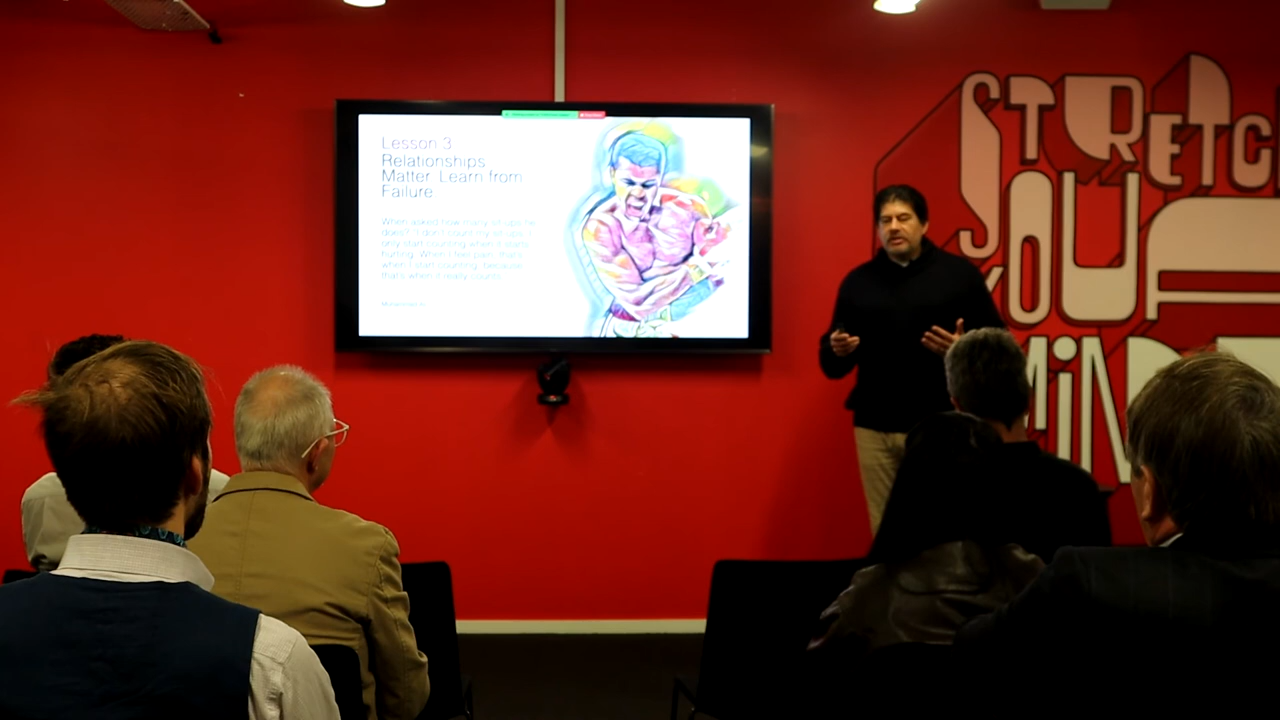 Lesson 3
Relationships
Matter. Learn from
Failure
When asked how many sit ups he
does? "I don't count my sit ups. I
only start counting when it starts
hurting. When I feel pain, that's
when I start counting, because
that's when it really counts."
STRETCH
YOUR
MIND